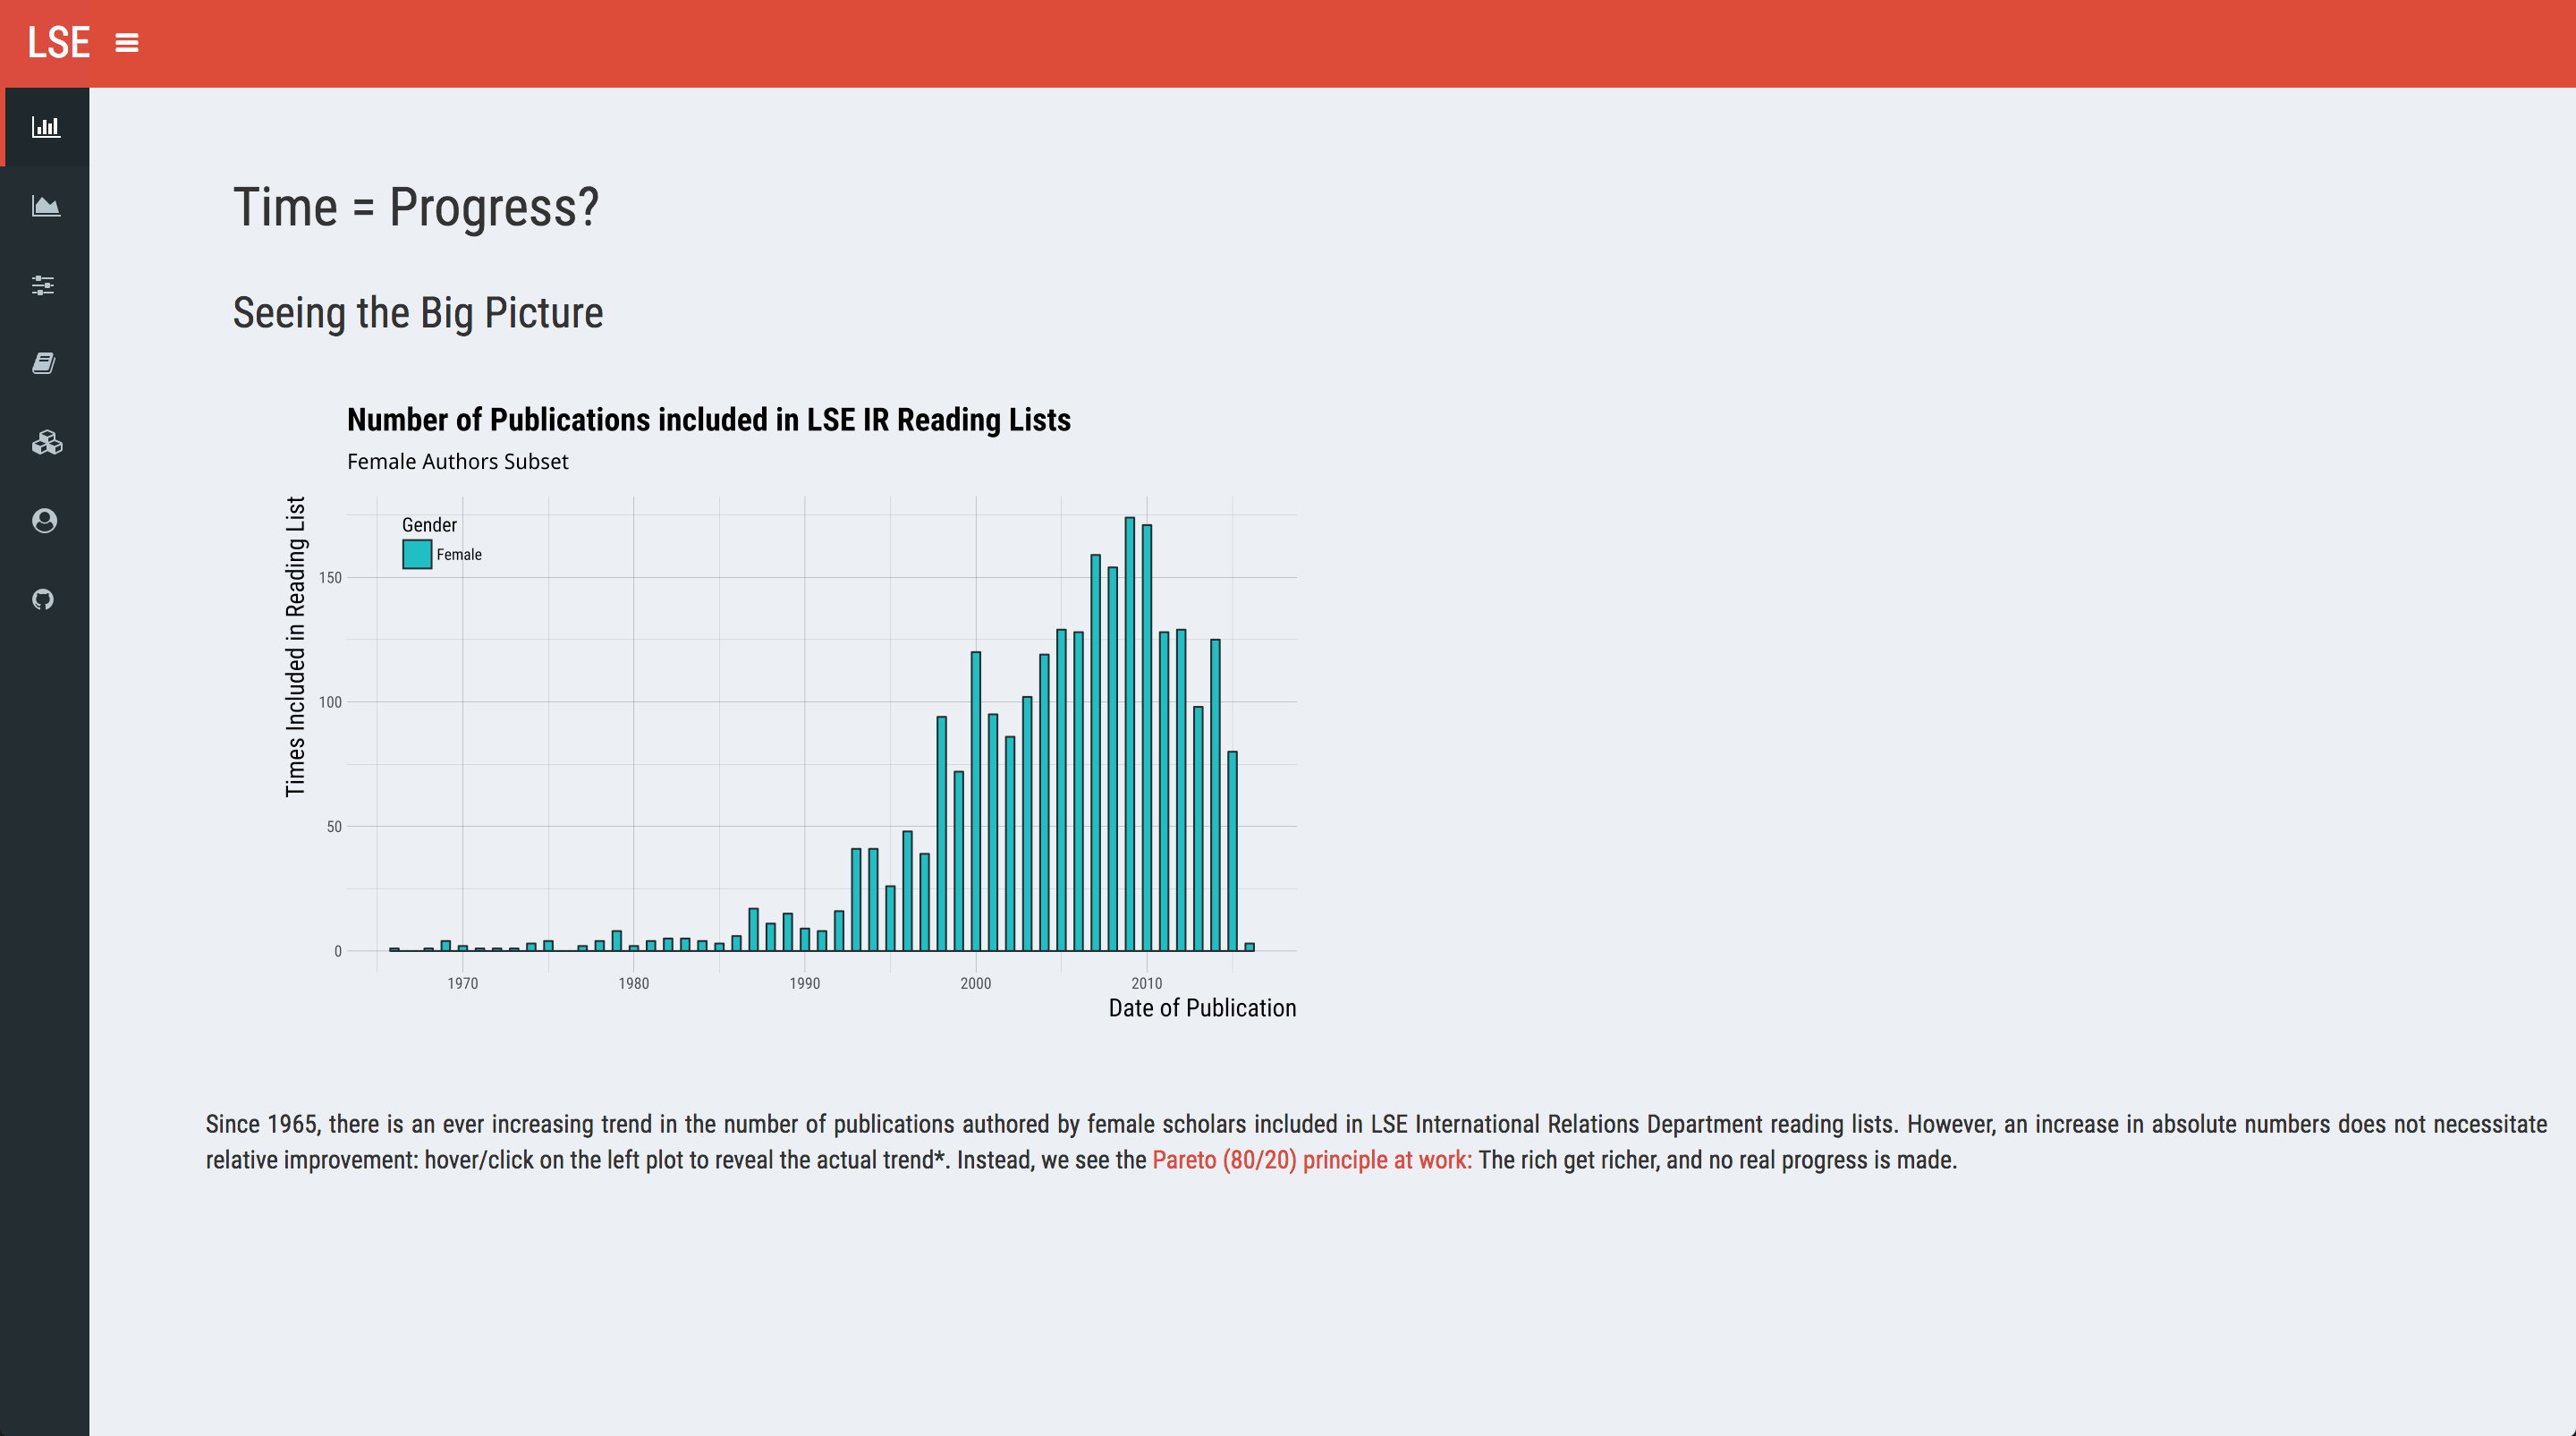 LSE
Time = Progress?
Seeing the Big Picture
Number of Publications included in LSE IR Reading Lists
Female Authors Subset
Times Included in Reading List
Gender
Female
150
100
50
0
1970 1980 1990 2000 2010
Date of Publication
Since 1965, there is an ever increasing trend in the number of publications authored by female scholars included in LSE International Relations Department reading lists. However, an increase in absolute numbers does not necessitate
relative improvement: hover/click on the left plot to reveal the actual trend*. Instead, we see the Pareto (80/20) principle at work: The rich get richer, and no real progress is made.